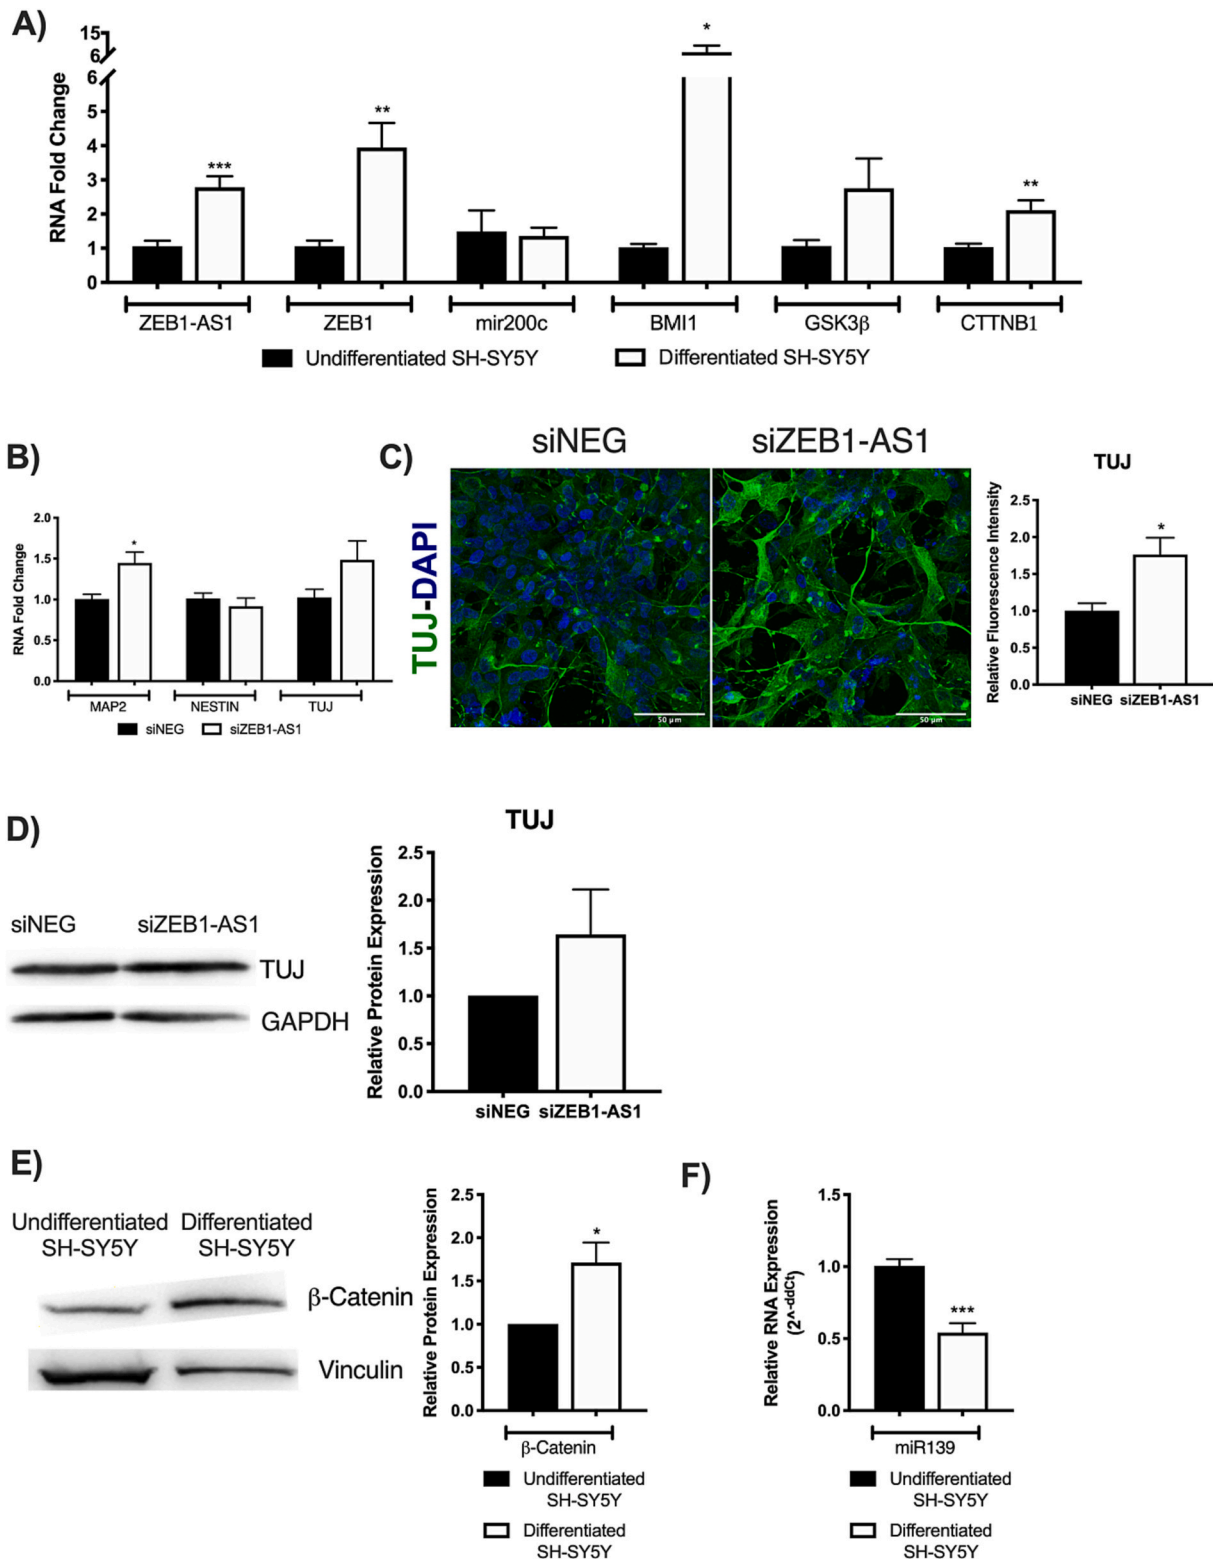 A)
15
6
6
5
4
3
2
1
0
RNA Fold Change
***
**
*
**
ZEB1-AS1 ZEB1 mir200c BMI1 GSK3β CTTNB1
Undifferentiated SH-SY5Y Differentiated SH-SY5Y
B)
2.0
1.5
1.0
0.5
0.0
RNA Fold Change
*
MAP2 NESTIN TUJ
siNEG siZEB1-AS1
C)
siNEG siZEB1-AS1
TUJ-DAPI
50 µm 50 µm
TUJ
2.5
2.0
1.5
1.0
0.5
0.0
Relative Fluorescence Intensity
*
siNEG siZEB1-AS1
D)
siNEG siZEB1-AS1
TUJ
GAPDH
TUJ
2.5
2.0
1.5
1.0
0.5
0.0
Relative Protein Expression
siNEG siZEB1-AS1
E)
Undifferentiated Differentiated
SH-SY5Y SH-SY5Y
β-Catenin
Vinculin
2.5
2.0
1.5
1.0
0.5
0.0
Relative Protein Expression
*
β-Catenin
Undifferentiated
SH-SY5Y
Differentiated
SH-SY5Y
F)
1.5
1.0
0.5
0.0
Relative RNA Expression
(2^-ddCt)
***
miR139
Undifferentiated
SH-SY5Y
Differentiated
SH-SY5Y